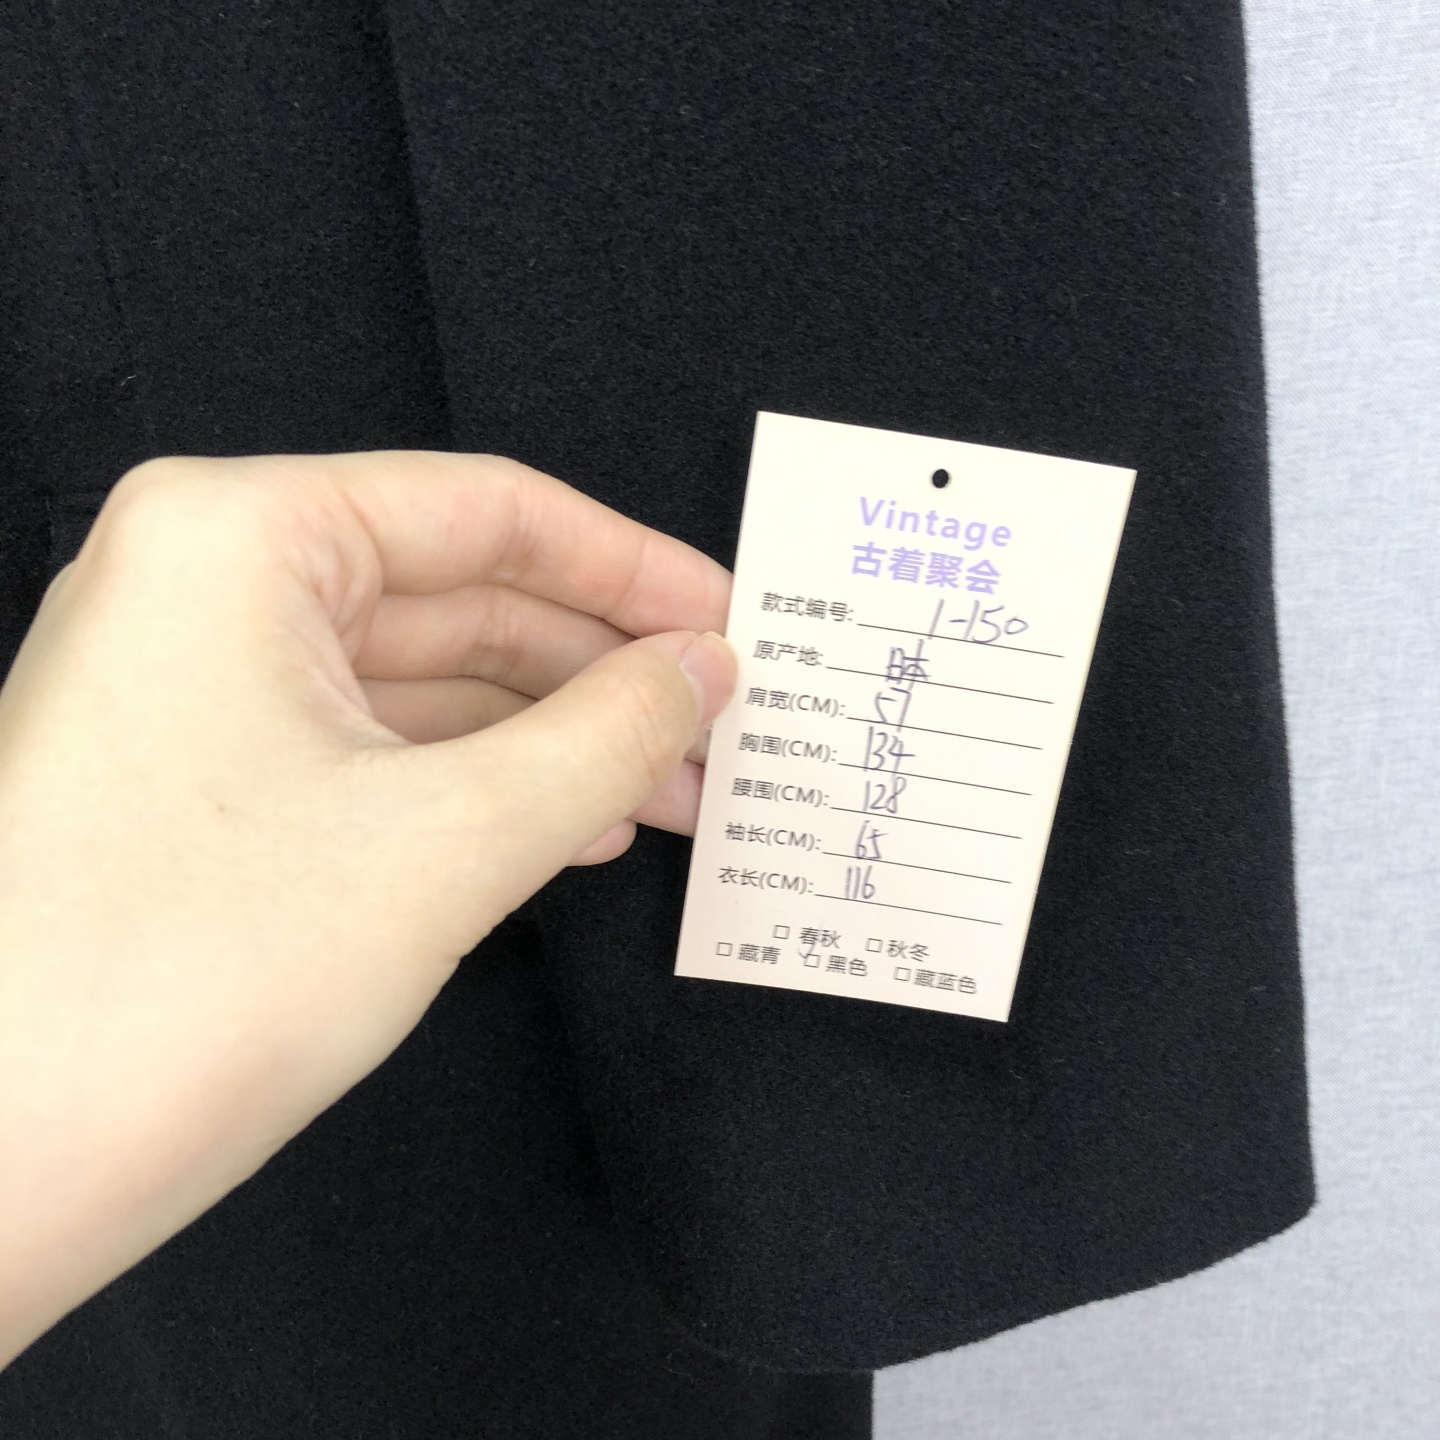 Vintage
古着聚会
款式编号: 1-150
原产地: 日本
肩宽(CM): 57
胸围(CM): 134
腰围(CM): 128
袖长(CM): 65
衣长(CM): 116
□ 春秋 □ 秋冬
□ 藏青 □ 黑色 □ 藏蓝色